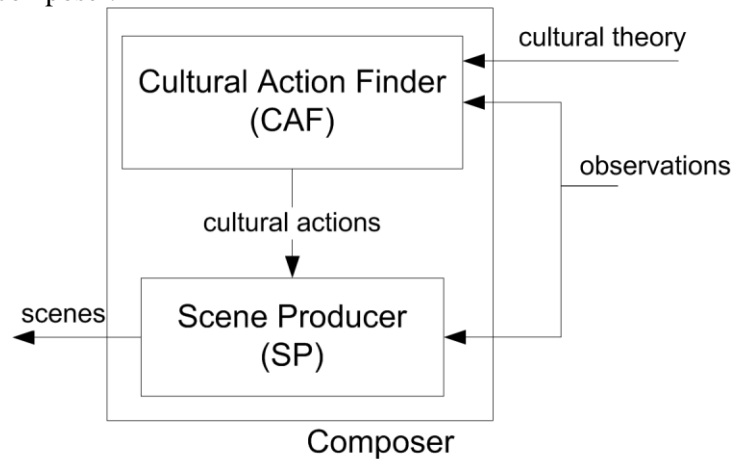 cultural theory
Cultural Action Finder
(CAF)
observations
cultural actions
scenes
Scene Producer
(SP)
Composer